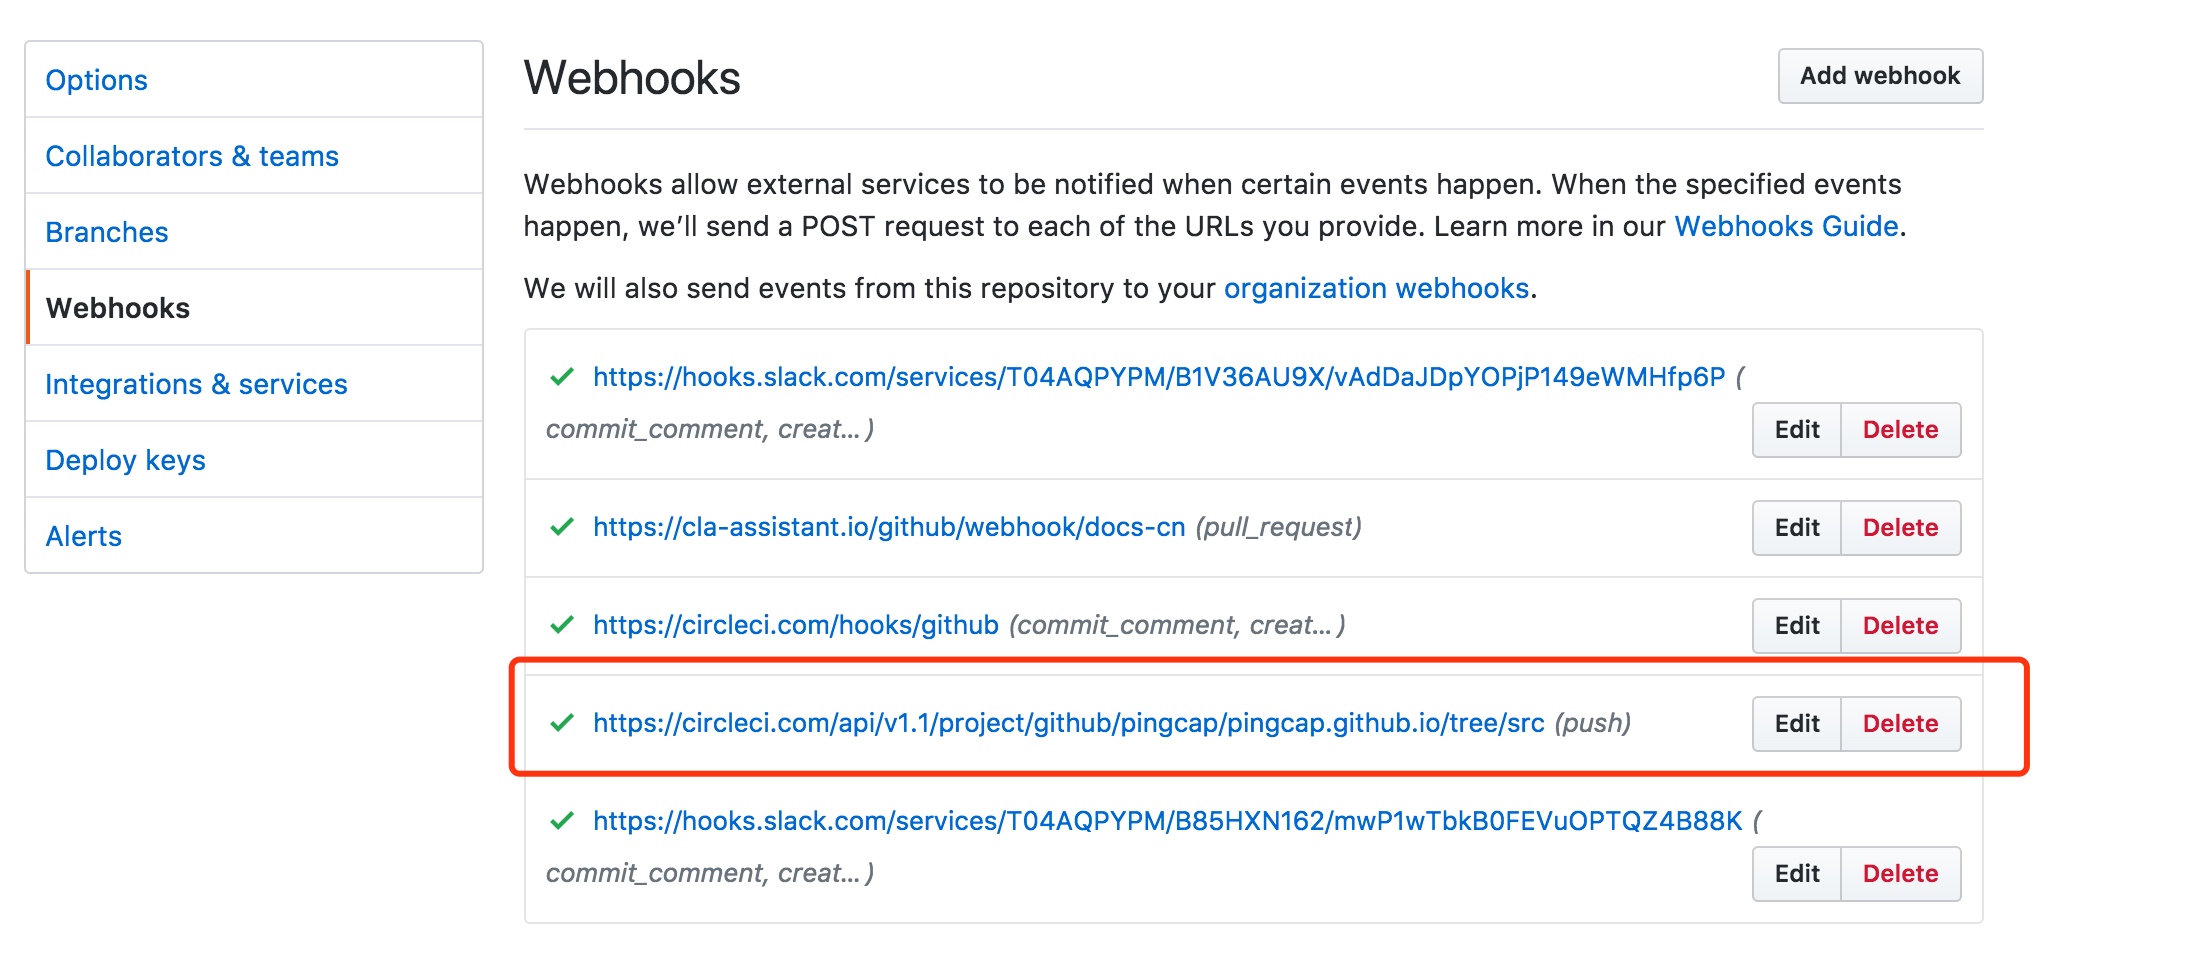 Options
Collaborators & teams
Branches
Webhooks
Integrations & services
Deploy keys
Alerts
Webhooks
Add webhook
Webhooks allow external services to be notified when certain events happen. When the specified events
happen, we’ll send a POST request to each of the URLs you provide. Learn more in our Webhooks Guide.
We will also send events from this repository to your organization webhooks.
https://hooks.slack.com/services/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 (
commit_comment, creat... )
Edit Delete
https://cla-assistant.io/github/webhook/docs-cn (pull_request) Edit Delete
https://circleci.com/hooks/github (commit_comment, creat... ) Edit Delete
https://circleci.com/api/v1.1/project/github/pingcap/pingcap.github.io/tree/src (push) Edit Delete
https://hooks.slack.com/services/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 (
commit_comment, creat... )
Edit Delete